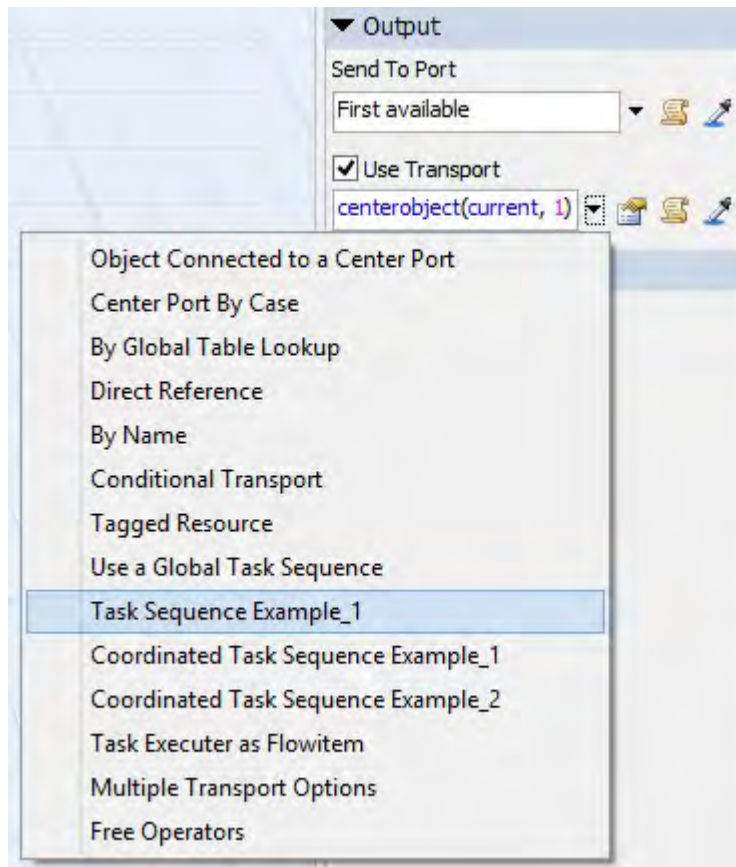 Output
Send To Port
First available
Use Transport
centerobject(current, 1)
Object Connected to a Center Port
Center Port By Case
By Global Table Lookup
Direct Reference
By Name
Conditional Transport
Tagged Resource
Use a Global Task Sequence
Task Sequence Example_1
Coordinated Task Sequence Example_1
Coordinated Task Sequence Example_2
Task Executer as Flowitem
Multiple Transport Options
Free Operators